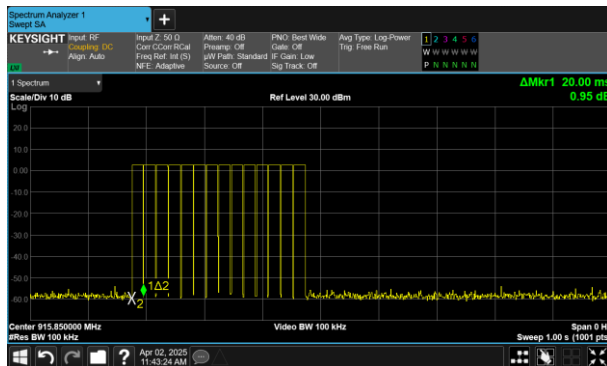 Spectrum Analyzer 1
Swept SA
KEYSIGHT
Input: RF
Coupling: DC
Align: Auto
Input Z: 50 Ω
Corr CCorr RCal
Freq Ref: Int (S)
NFE: Adaptive
Atten: 40 dB
Preamp: Off
µW Path: Standard
Source: Off
PNO: Best Wide
Gate: Off
IF Gain: Low
Sig Track: Off
Avg Type: Log-Power
Trig: Free Run
1 2 3 4 5 6
W W W W W W
P N N N N N
1 Spectrum
ΔMkr1 20.00 ms
0.95 dB
Scale/Div 10 dB
Ref Level 30.00 dBm
Log
20.0
10.0
0.00
-10.0
-20.0
-30.0
-40.0
-50.0
-60.0
1Δ2
X2
Center 915.850000 MHz
Video BW 100 kHz
Span 0 H
#Res BW 100 kHz
Sweep 1.00 s (1001 pts
?
Apr 02, 2025
11:43:24 AM